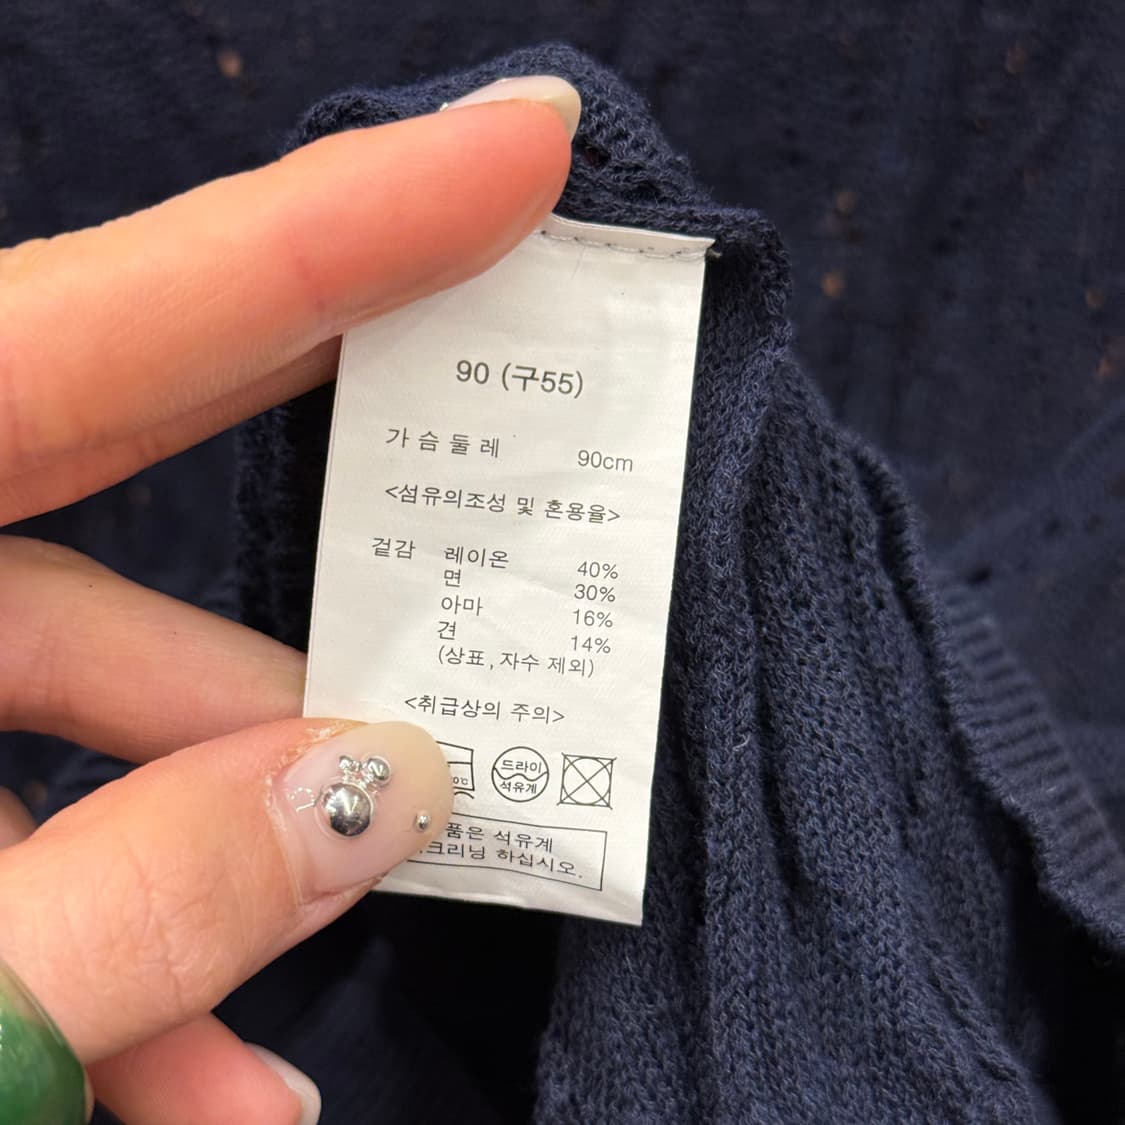 90 (구55)
가슴둘레 90cm
<섬유의조성 및 혼용율>
겉감 레이온 40%
면 30%
아마 16%
견 14%
(상표, 자수 제외)
<취급상의 주의>
드라이
석유계
품은 석유계
크리닝 하십시오.